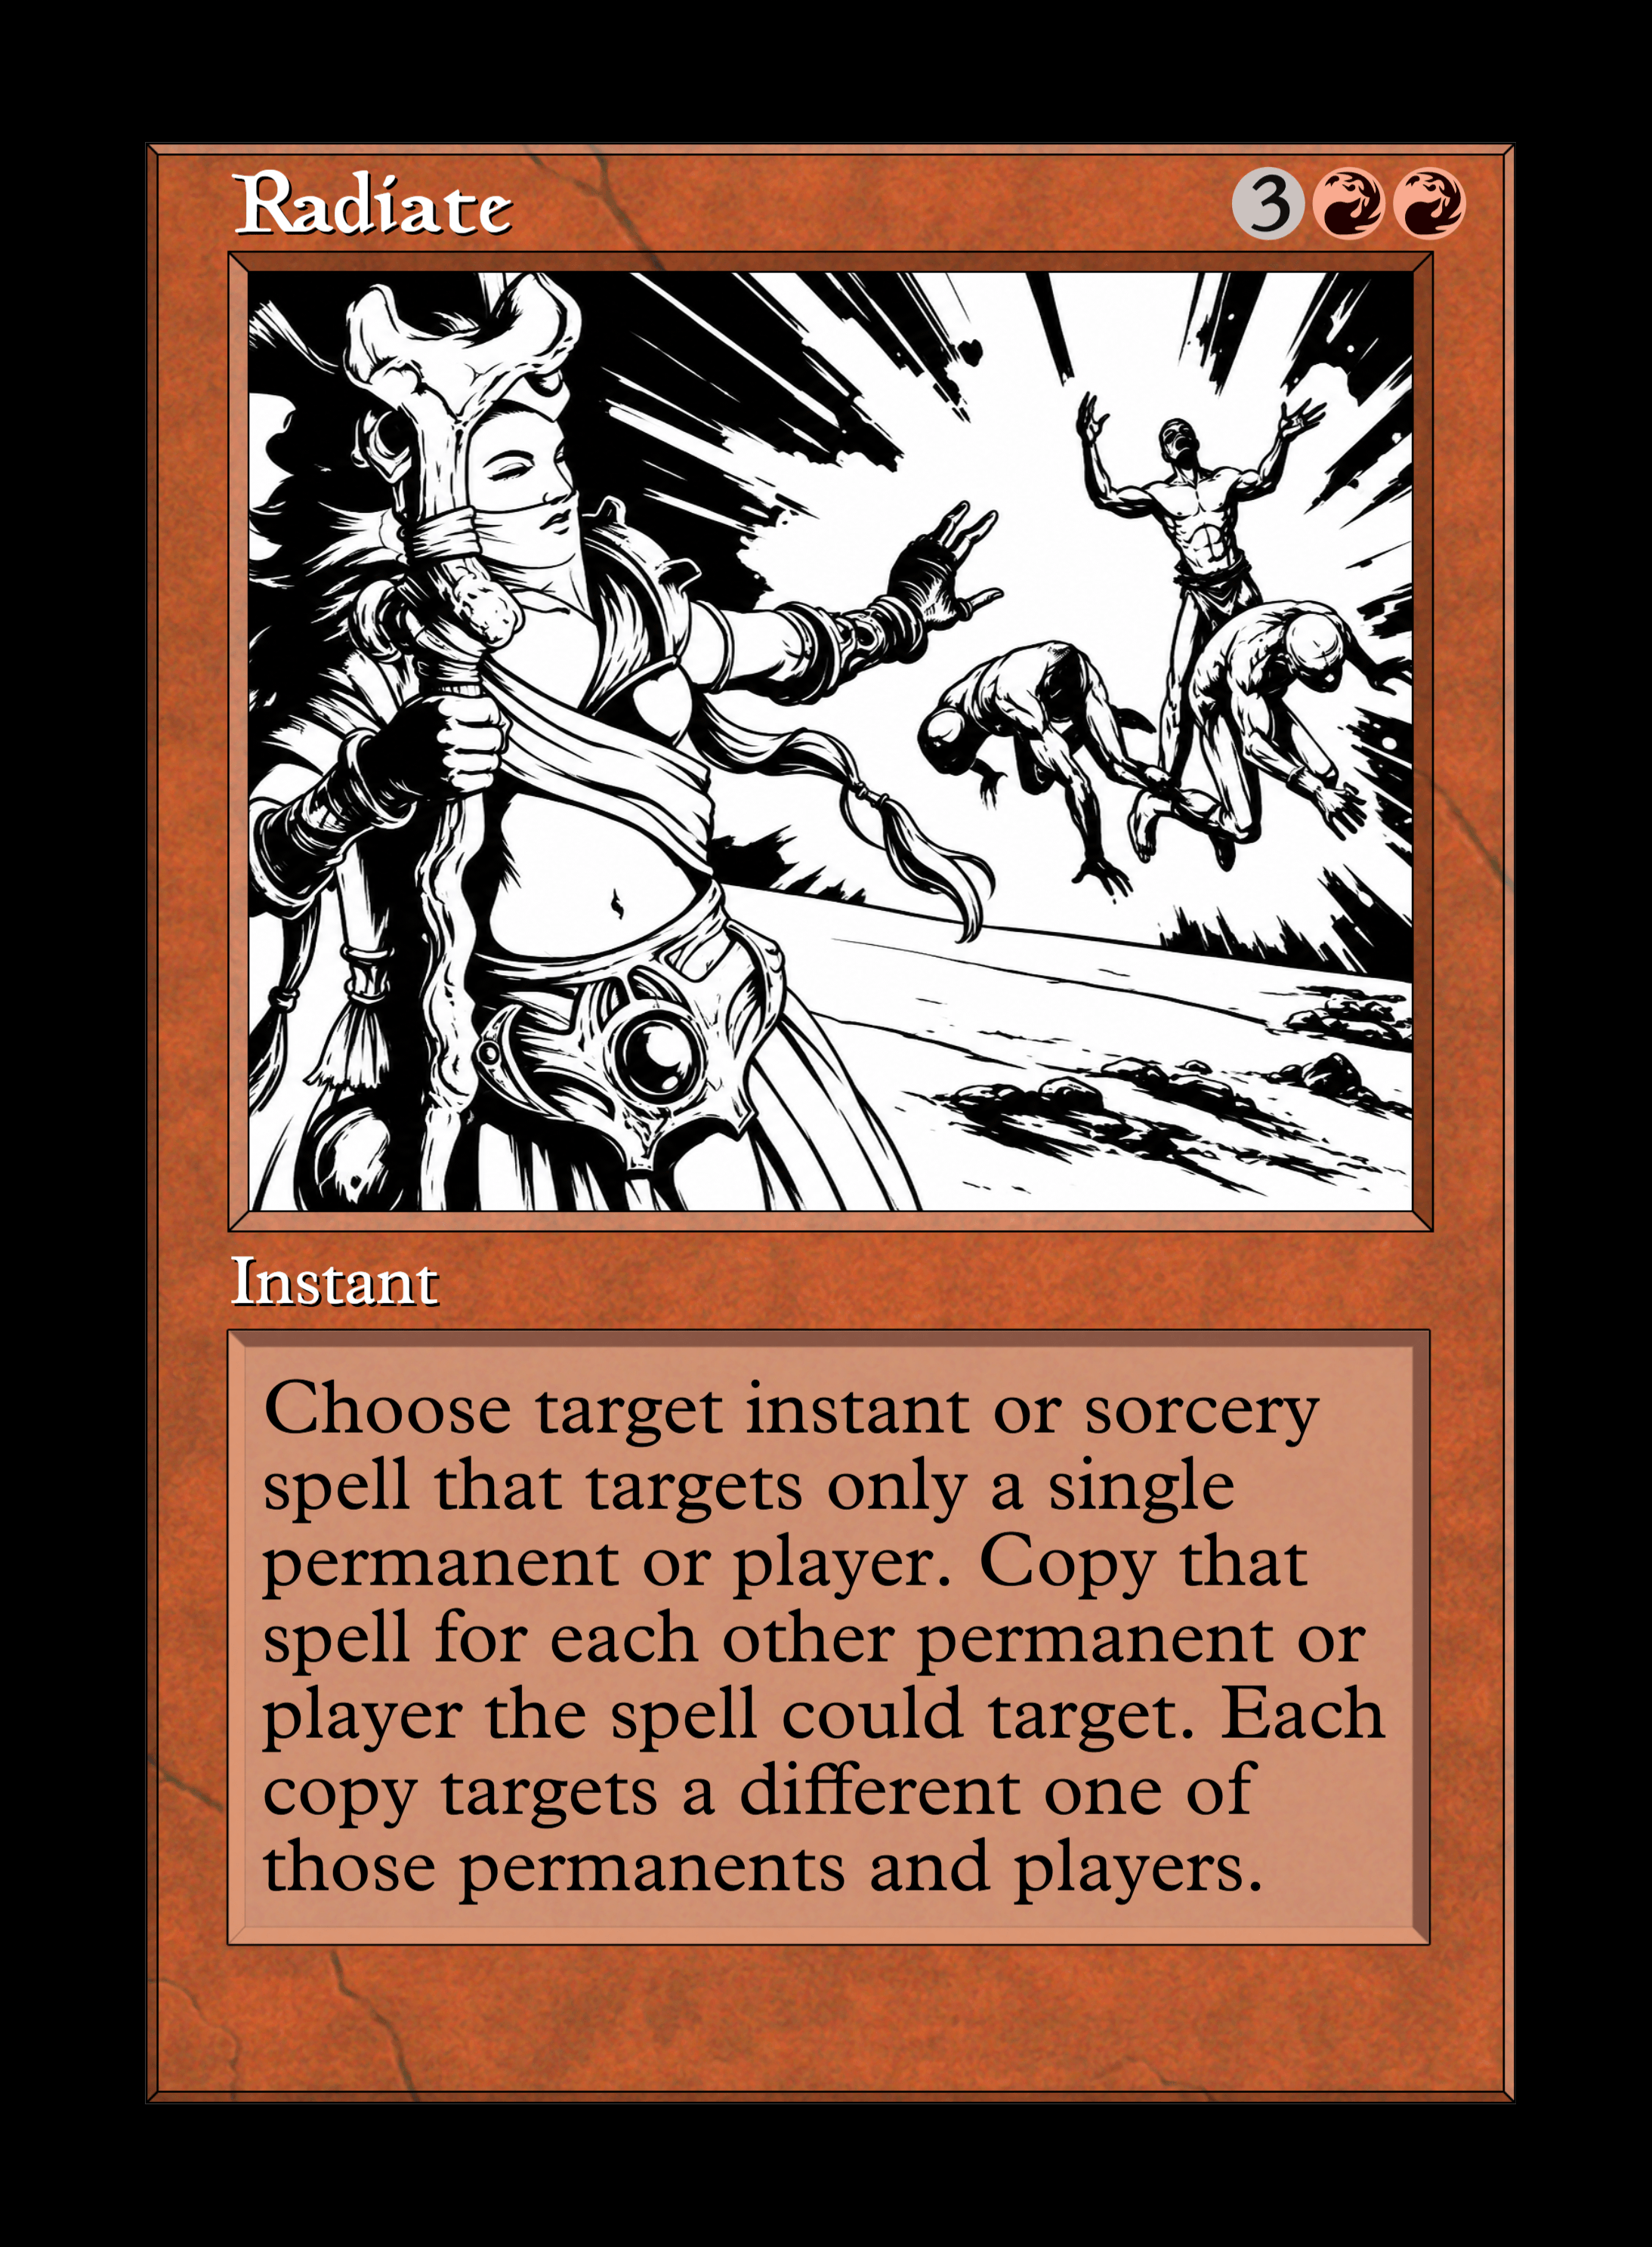 Radiate 3
Instant
Choose target instant or sorcery
spell that targets only a single
permanent or player. Copy that
spell for each other permanent or
player the spell could target. Each
copy targets a different one of
those permanents and players.